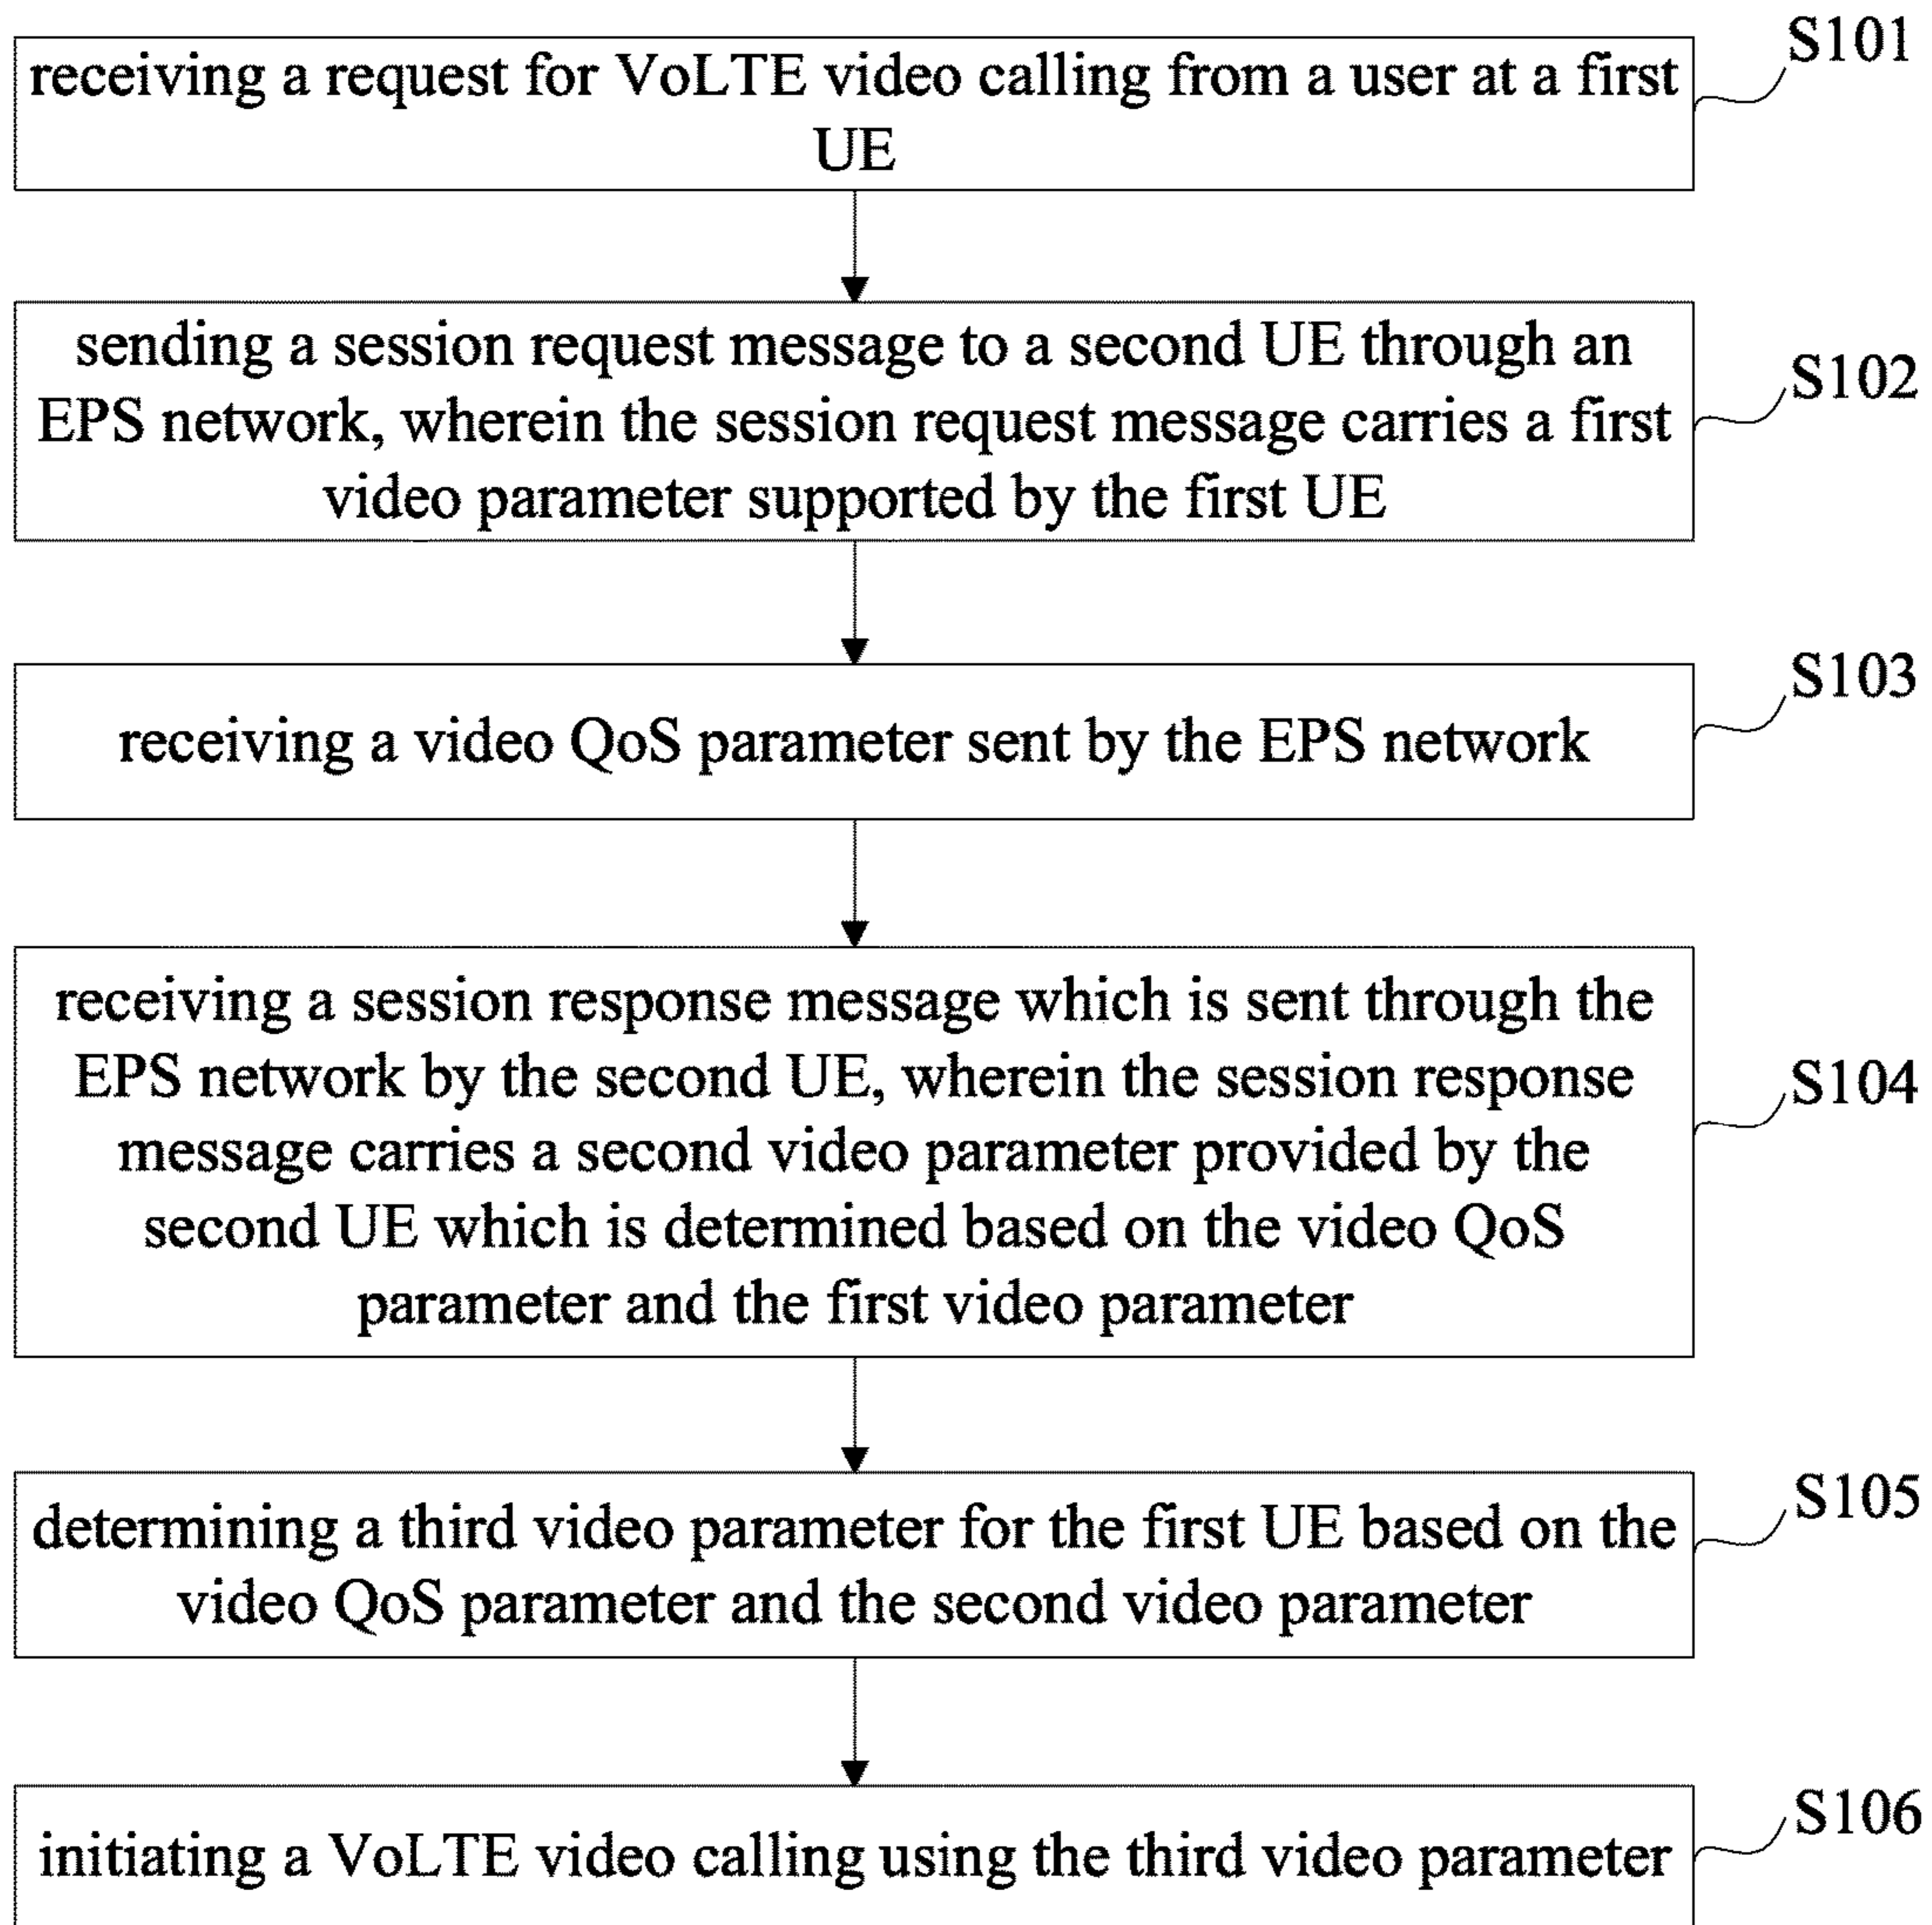 S101
receiving a request for VoLTE video calling from a user at a first
UE
sending a session request message to a second UE through an
S102
EPS network, wherein the session request message carries a first
video parameter supported by the first UE
S103
receiving a video QoS parameter sent by the EPS network
receiving a session response message which is sent through the
EPS network by the second UE, wherein the session response
S104
message carries a second video parameter provided by the
second UE which is determined based on the video QoS
parameter and the first video parameter
S105
determining a third video parameter for the first UE based on the
video QoS parameter and the second video parameter
S106
initiating a VoLTE video calling using the third video parameter